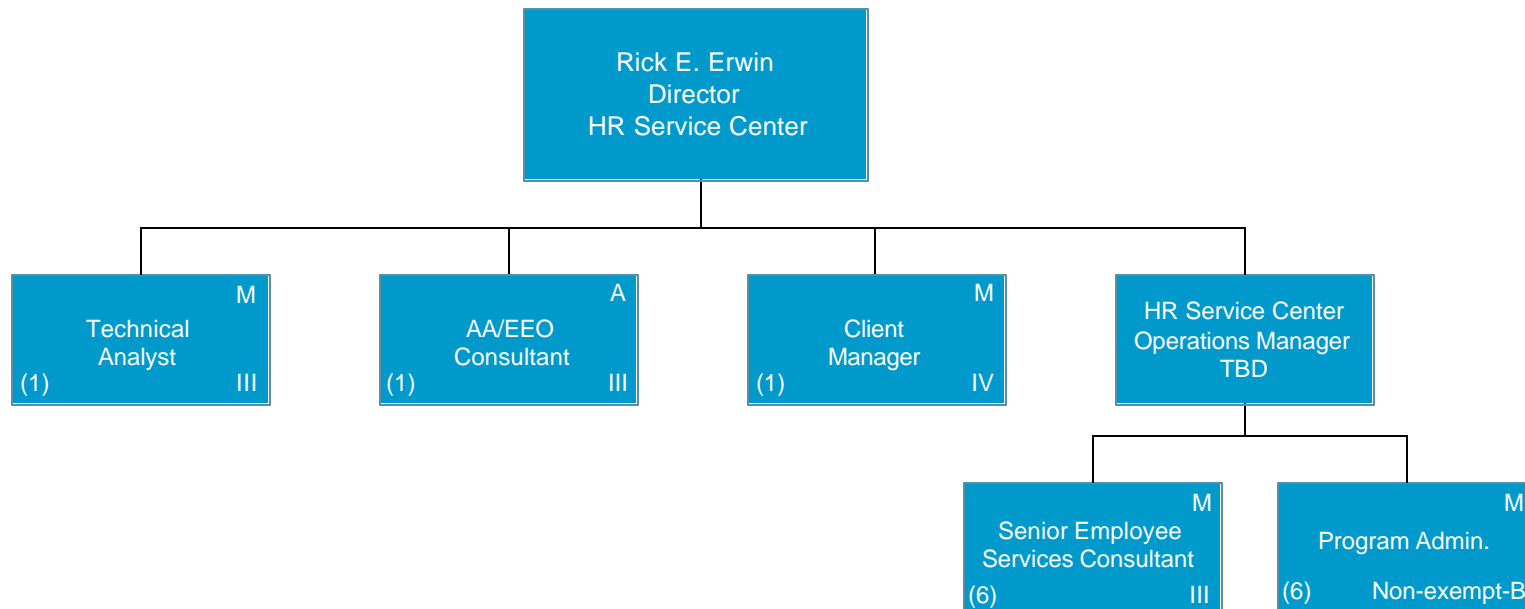 Rick E. Erwin
Director
HR Service Center
M
Technical
Analyst
(1) III
A
AA/EEO
Consultant
(1) III
M
Client
Manager
(1) IV
HR Service Center
Operations Manager
TBD
M
Senior Employee
Services Consultant
(6) III
M
Program Admin.
(6) Non-exempt-B